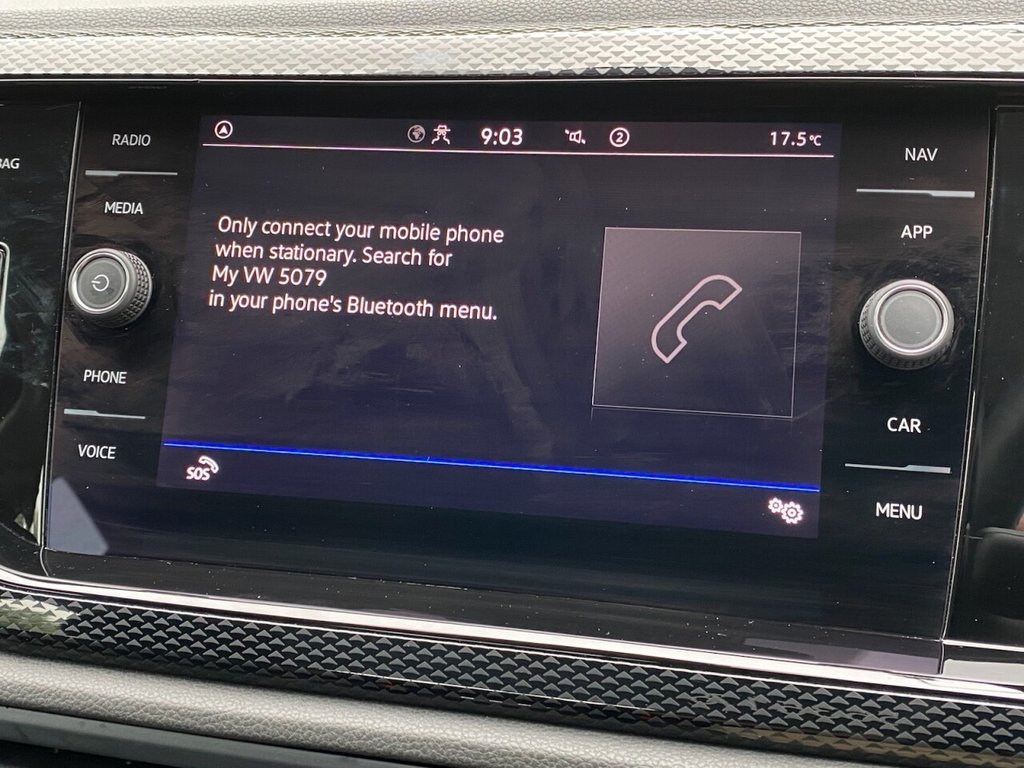 RADIO
MEDIA
PHONE
VOICE
9:03
2
17.5°C
Only connect your mobile phone
when stationary. Search for
My VW 5079
in your phone's Bluetooth menu.
SOS
NAV
APP
CAR
MENU